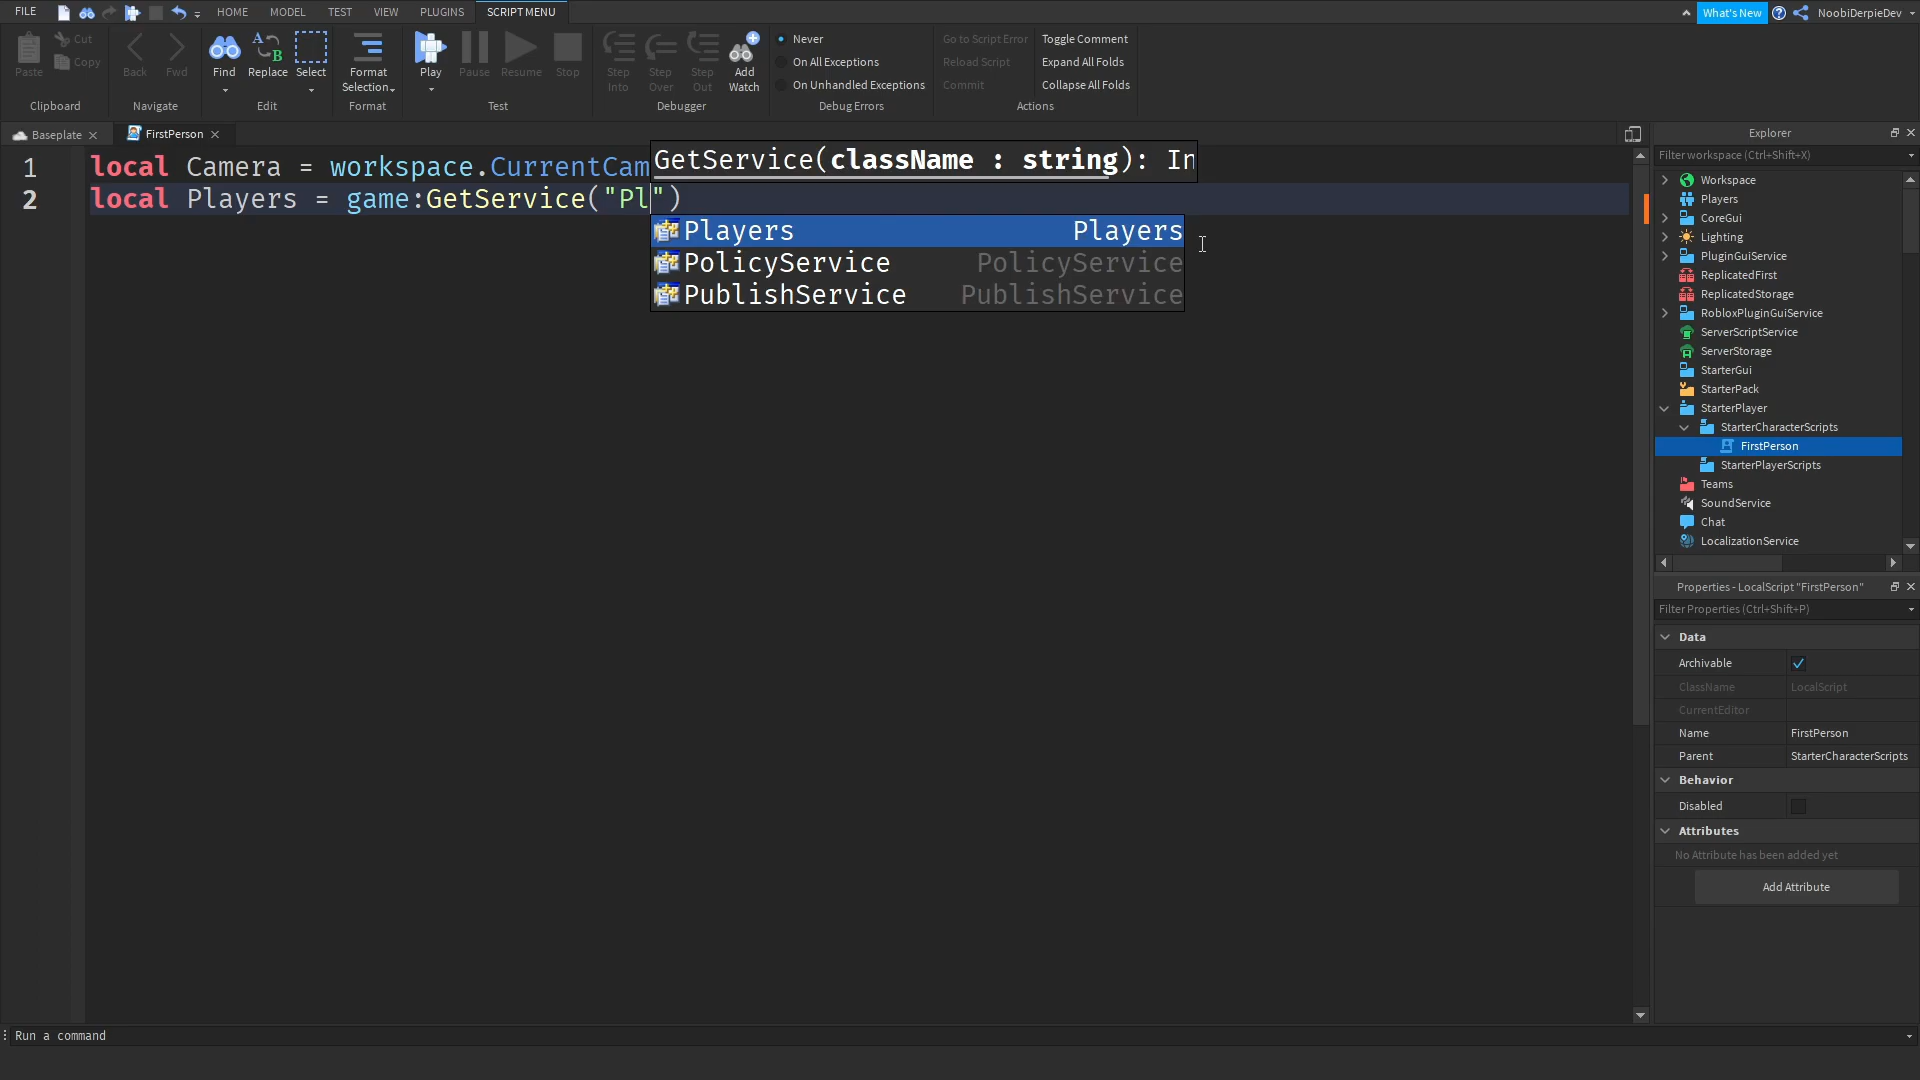 FILE HOME MODEL TEST VIEW PLUGINS SCRIPT MENU What's New NoobiDerpieDev
Paste Cut Copy Clipboard
Back Fwd Navigate
Find Replace Select Edit
Format Selection Format
Play Pause Resume Stop Test
Step Into Step Over Step Out Add Watch Debugger
Never
On All Exceptions
On Unhandled Exceptions
Debug Errors
Go to Script Error Toggle Comment
Reload Script Expand All Folds
Commit Collapse All Folds
Actions
Baseplate FirstPerson
1 local Camera = workspace.CurrentCam
GetService(className : string): In
2 local Players = game:GetService("Pl")
Players Players
PolicyService PolicyService
PublishService PublishService
Explorer
Filter workspace (Ctrl+Shift+X)
Workspace
Players
CoreGui
Lighting
PluginGuiService
ReplicatedFirst
ReplicatedStorage
RobloxPluginGuiService
ServerScriptService
ServerStorage
StarterGui
StarterPack
StarterPlayer
StarterCharacterScripts
FirstPerson
StarterPlayerScripts
Teams
SoundService
Chat
LocalizationService
Properties - LocalScript "FirstPerson"
Filter Properties (Ctrl+Shift+P)
Data
Archivable
ClassName LocalScript
CurrentEditor
Name FirstPerson
Parent StarterCharacterScripts
Behavior
Disabled
Attributes
No Attribute has been added yet
Add Attribute
Run a command